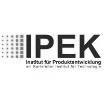 IPEK
Institut für Produktentwicklung
am Karlsruher Institut für Technologie